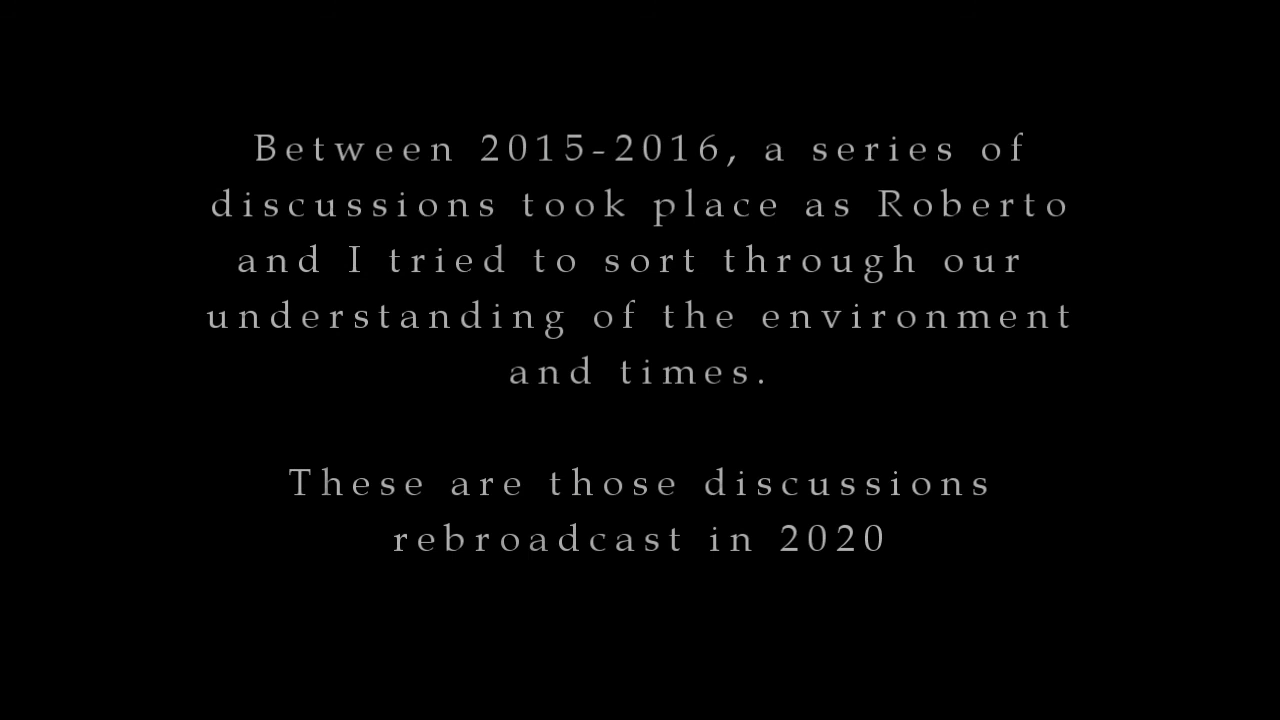 Between 2015-2016, a series of
discussions took place as Roberto
and I tried to sort through our
understanding of the environment
and times.
These are those discussions
rebroadcast in 2020